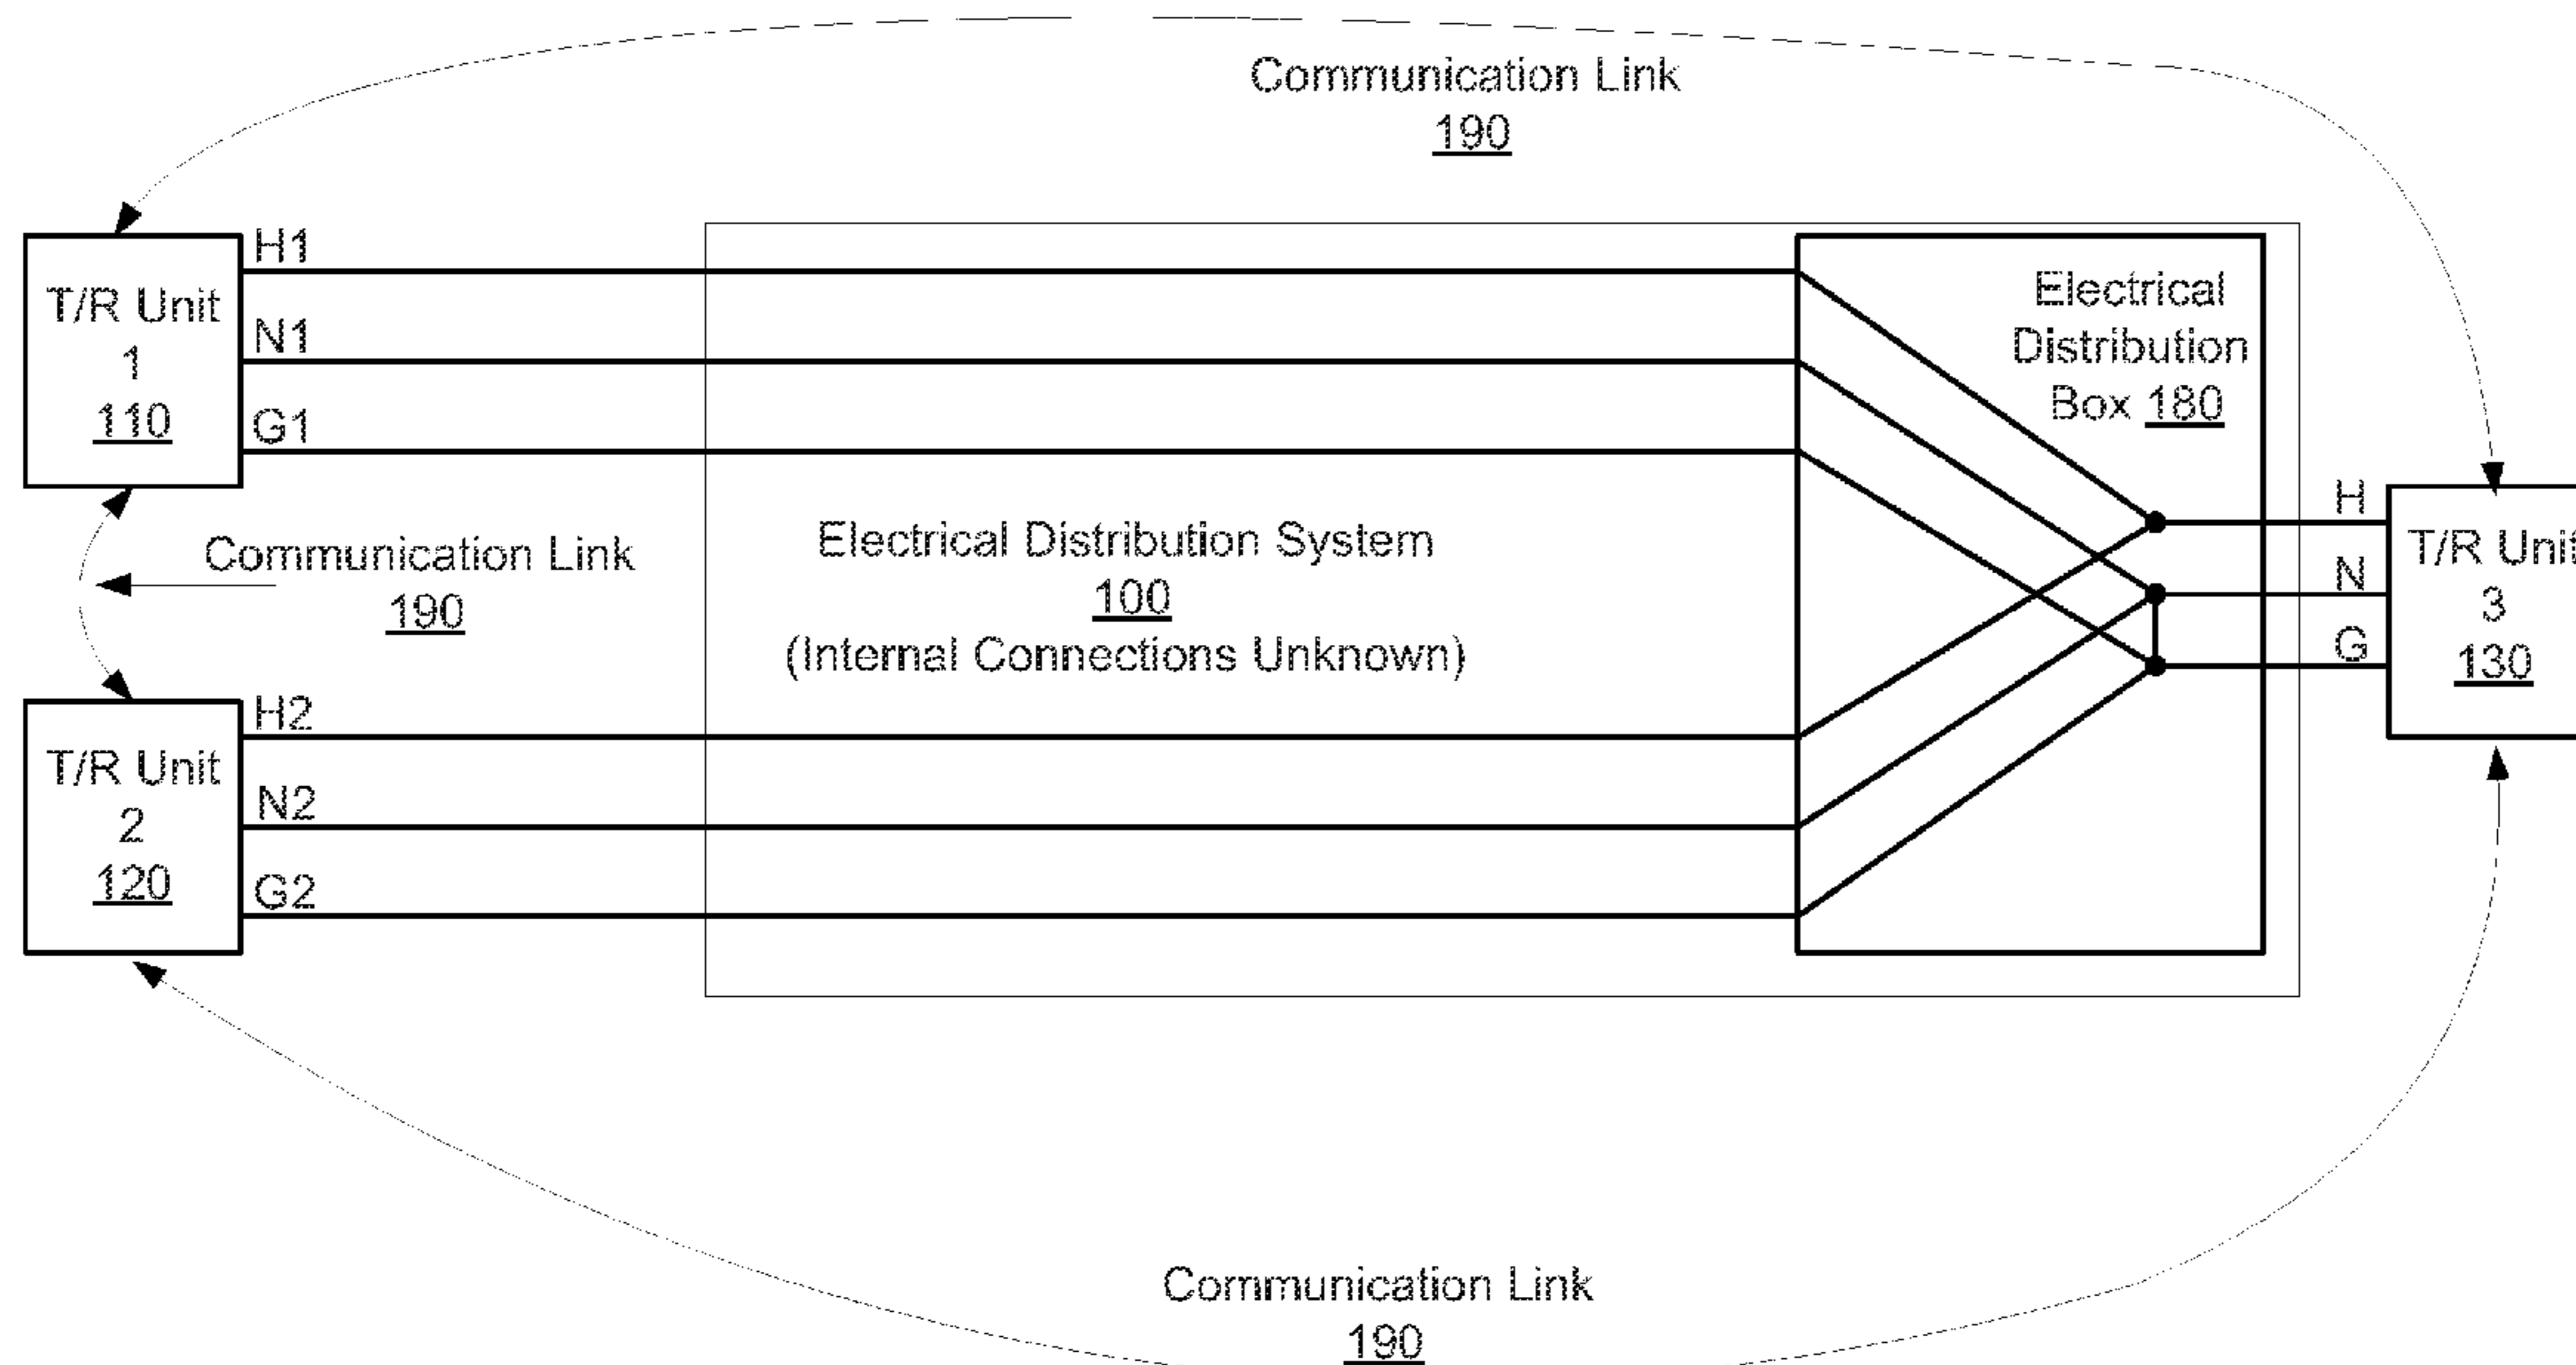 Communication Link
190
H1
T/R Unit
1
110
N1
G1
Electrical
Distribution
Box 180
Communication Link
190
Electrical Distribution System
100
(Internal Connections Unknown)
H
N
G
T/R Unit
3
130
H2
T/R Unit
2
120
N2
G2
Communication Link
190